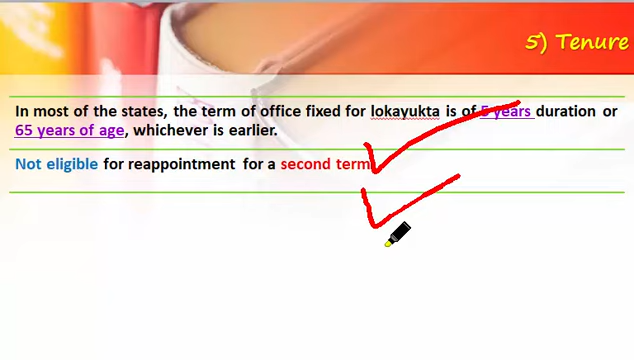 5) Tenure
In most of the states, the term of office fixed for lokayukta is of 5 years duration or
65 years of age, whichever is earlier.
Not eligible for reappointment for a second term